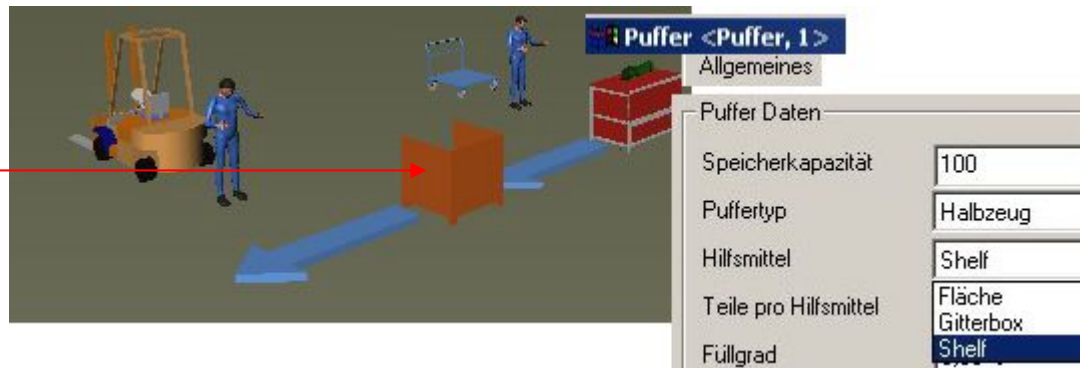 Puffer <Puffer, 1>
Allgemeines
Puffer Daten
Speicherkapazität 100
Puffertyp Halbzeug
Hilfsmittel Shelf
Teile pro Hilfsmittel Fläche
Gitterbox
Füllgrad Shelf